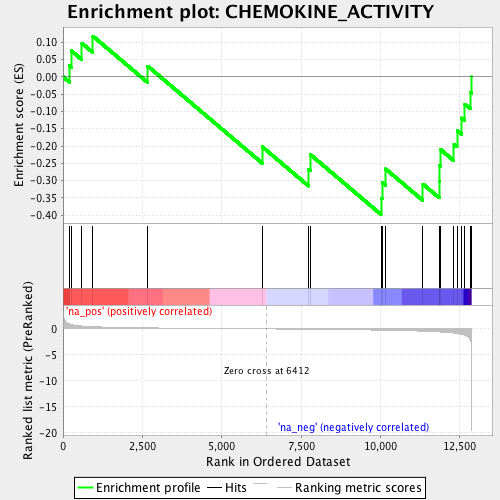 Enrichment plot: CHEMOKINE_ACTIVITY
Enrichment score (ES)
0.10
0.05
0.00
-0.05
-0.10
-0.15
-0.20
-0.25
-0.30
-0.35
-0.40
'na_pos' (positively correlated)
Ranked list metric (PreRanked)
0
-5
-10
-15
-20
Zero cross at 6412
'na_neg' (negatively correlated)
0
2,500
5,000
7,500
10,000
12,500
Rank in Ordered Dataset
Enrichment profile
Hits
Ranking metric scores